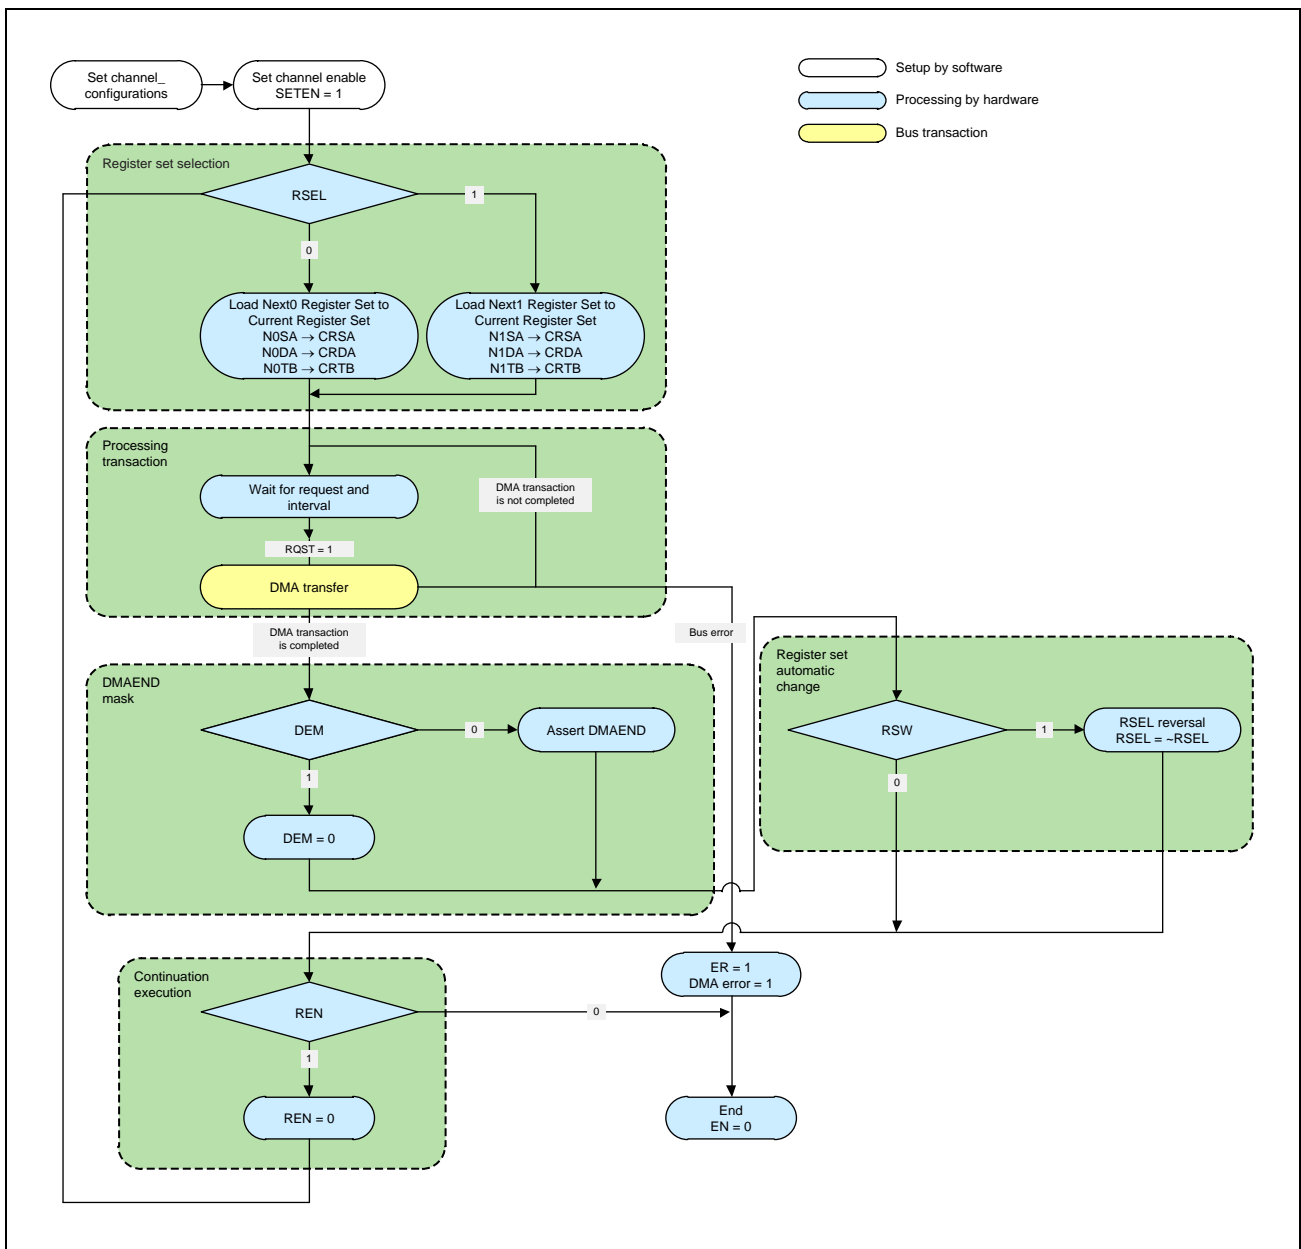 Set channel_
configurations
Set channel enable
SETEN = 1
Setup by software
Processing by hardware
Bus transaction
Register set selection
RSEL
1
0
Load Next0 Register Set to
Current Register Set
N0SA → CRSA
N0DA → CRDA
N0TB → CRTB
Load Next1 Register Set to
Current Register Set
N1SA → CRSA
N1DA → CRDA
N1TB → CRTB
Processing
transaction
Wait for request and
interval
DMA transaction
is not completed
RQST = 1
DMA transfer
DMA transaction
is completed
Bus error
Register set
automatic
change
DMAEND
mask
DEM
0
Assert DMAEND
1
DEM = 0
RSW
1
RSEL reversal
RSEL = ~RSEL
0
Continuation
execution
ER = 1
DMA error = 1
REN
0
1
REN = 0
End
EN = 0